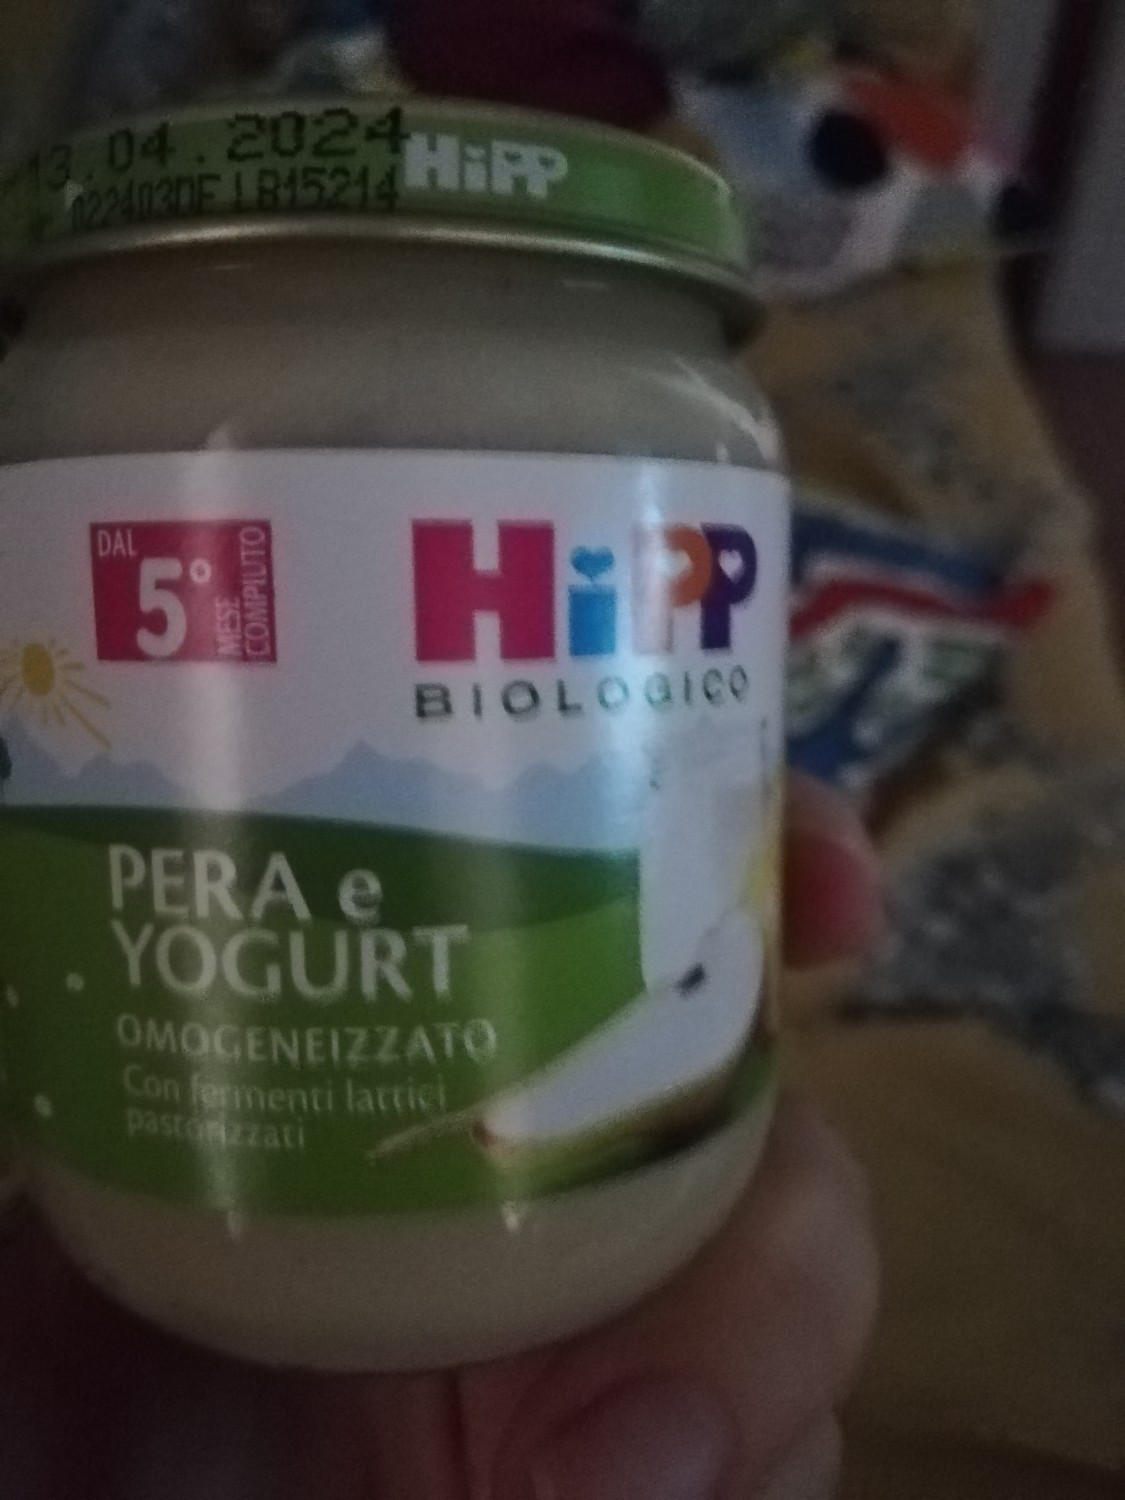 13.04.2024
HiPP
DAL
5°
MESE
COMPIUTO
HiPP
BIOLOGICO
PERA e
YOGURT
OMOGENEIZZATO
Con fermenti lattici
pastorizzati